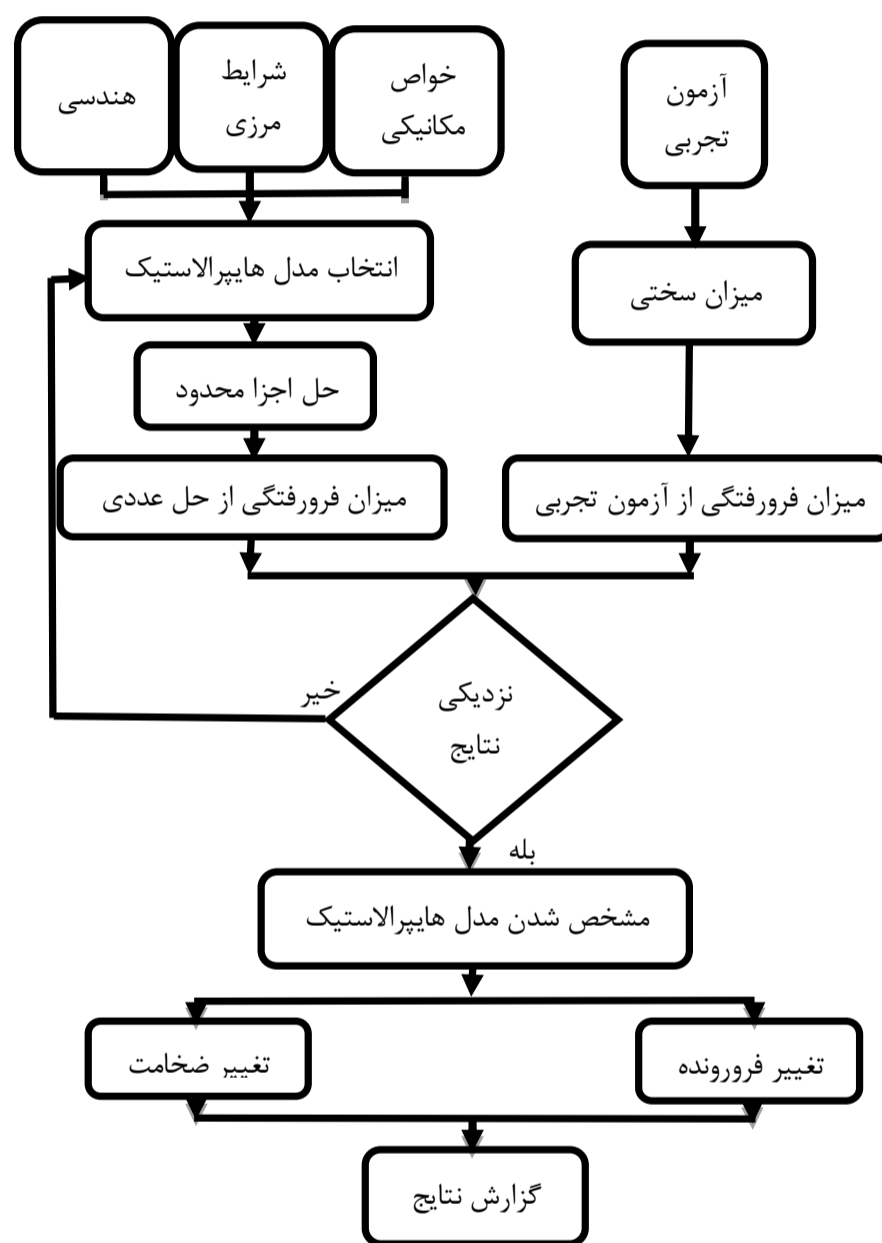 هندسی
شرایط
مرزی
خواص
مکانیکی
آزمون
تجربی
انتخاب مدل هایپرالاستیک
میزان سختی
حل اجزا محدود
میزان فرورفتگی از حل عددی
میزان فرورفتگی از آزمون تجربی
نزدیکی
نتایج
خیر
بله
مشخص شدن مدل هایپرالاستیک
تغییر ضخامت
تغییر فرورونده
گزارش نتایج